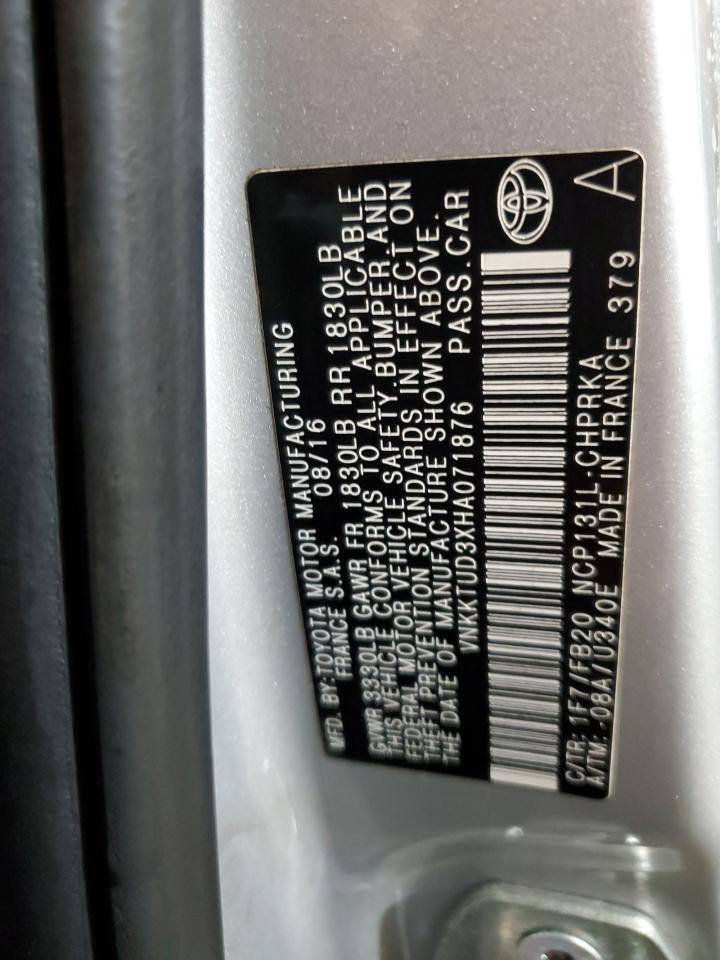 MFD. BY:TOYOTA MOTOR MANUFACTURING
FRANCE S.A.S. 08/16
GVWR 3330LB GAWR FR 1830LB RR 1830LB
THIS VEHICLE CONFORMS TO ALL APPLICABLE
FEDERAL MOTOR VEHICLE SAFETY,BUMPER,AND
THEFT PREVENTION STANDARDS IN EFFECT ON
THE DATE OF MANUFACTURE SHOWN ABOVE.
VNKKTUD3XHA071876 PASS.CAR
C/TR: 1F7/FB20 NCP131L-CHPRKA
A/TM: -08A/U340E MADE IN FRANCE 379
A